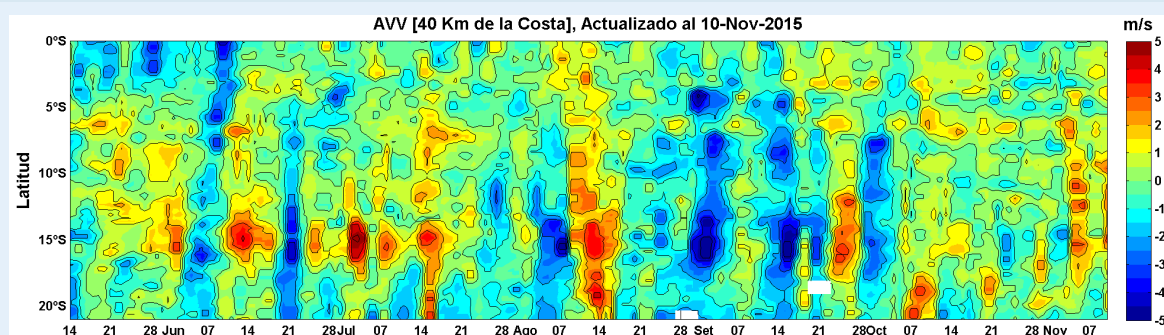 AVV [40 Km de la Costa], Actualizado al 10-Nov-2015
m/s
0°S
5°S
10°S
15°S
20°S
Latitud
14 21 28 Jun 07 14 21 28Jul 07 14 21 28 Ago 07 14 21 28 Set 07 14 21 28Oct 07 14 21 28 Nov 07
5
4
3
2
1
0
-1
-2
-3
-4
-5